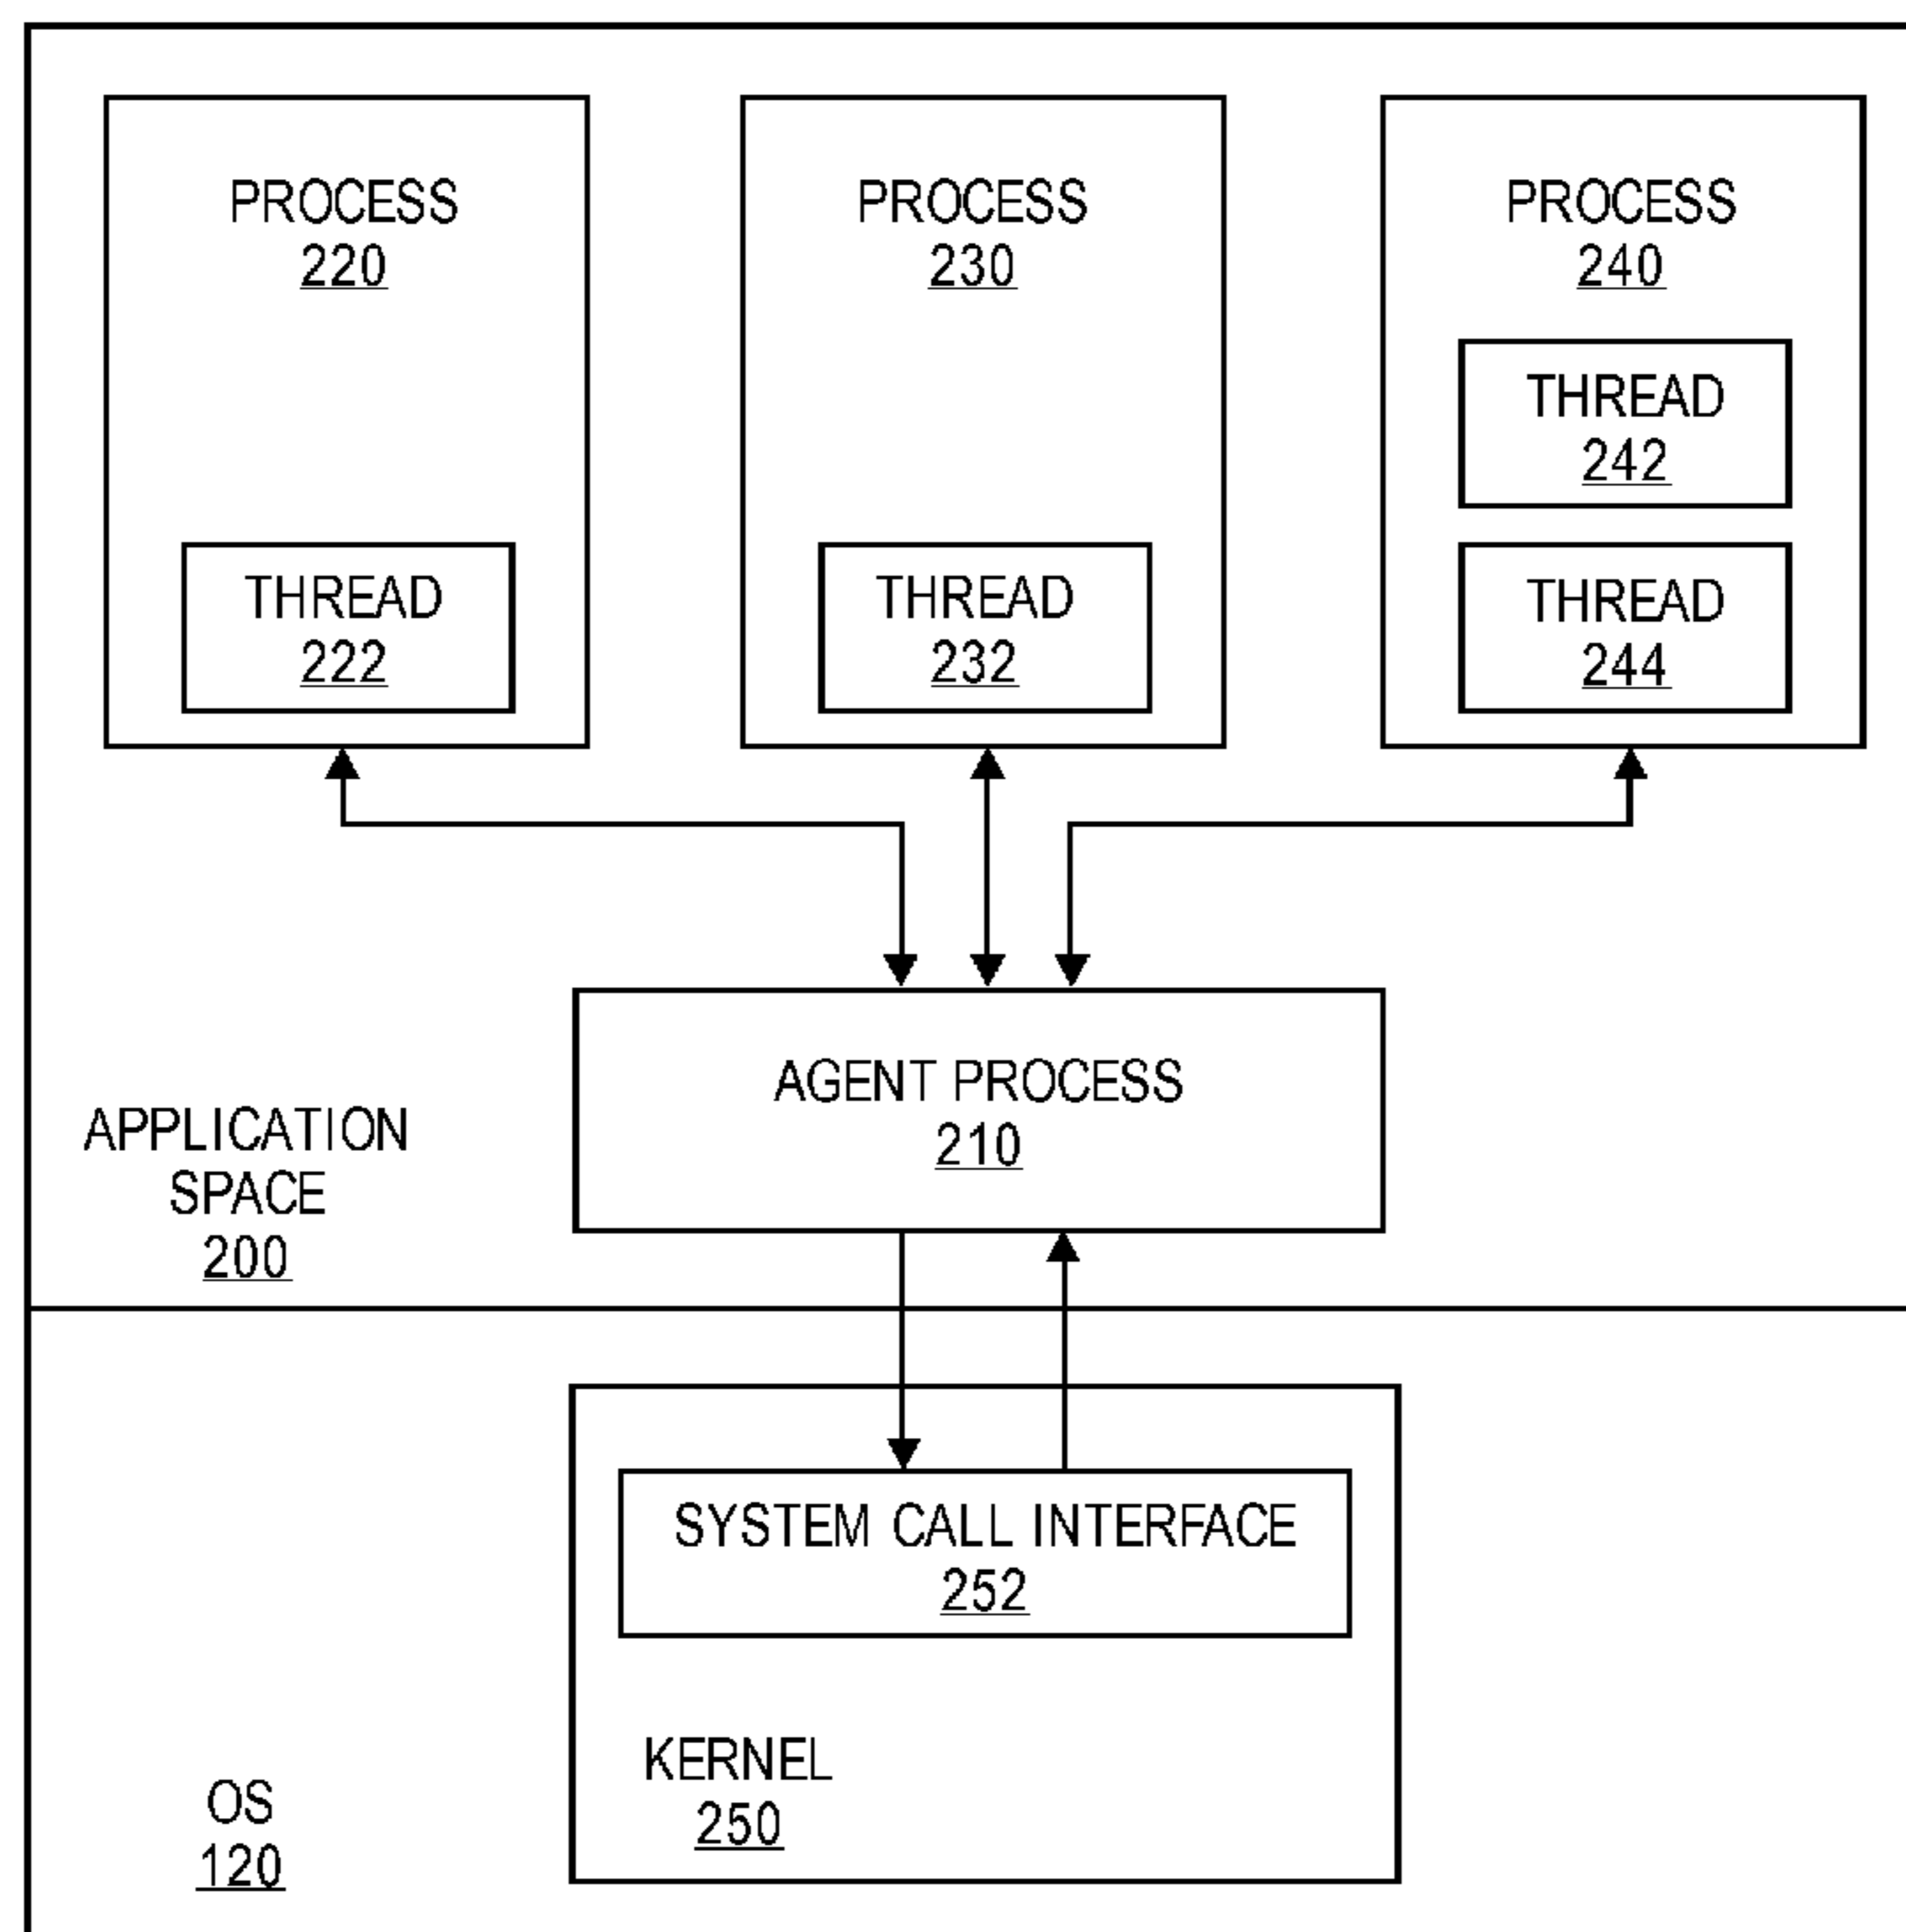 PROCESS
220
PROCESS
230
PROCESS
240
THREAD
242
THREAD
222
THREAD
232
THREAD
244
AGENT PROCESS
210
APPLICATION
SPACE
200
SYSTEM CALL INTERFACE
252
KERNEL
250
OS
120